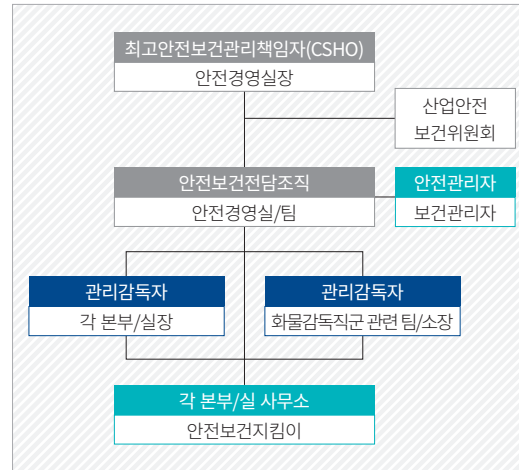 최고안전보건관리책임자(CSHO)
안전경영실장
산업안전
보건위원회
안전보건전담조직
안전경영실/팀
안전관리자
보건관리자
관리감독자
각 본부/실장
관리감독자
화물감독직군 관련 팀/소장
각 본부/실 사무소
안전보건지킴이